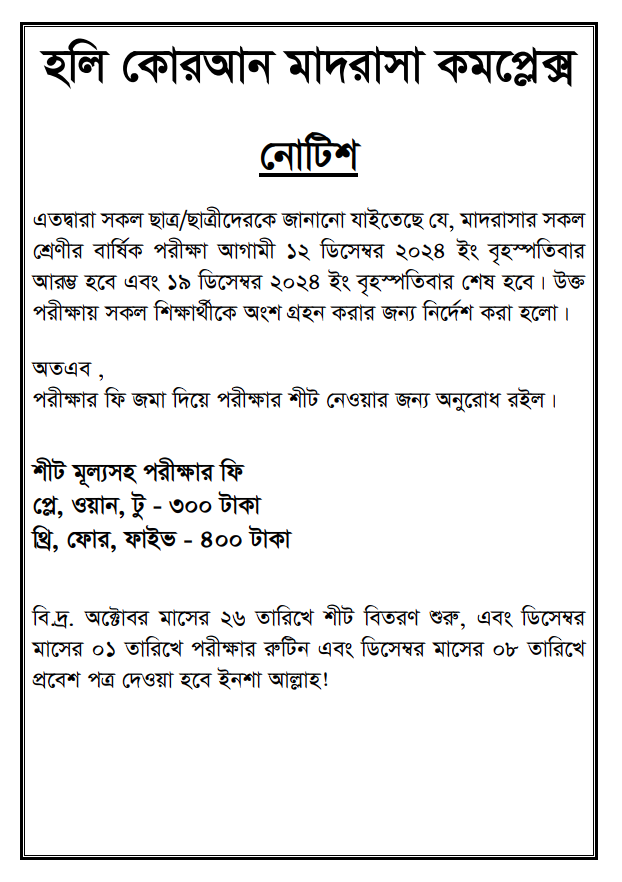 হলি কোরআন মাদরাসা কমপ্লেক্স
নোটিশ
এতদ্বারা সকল ছাত্র/ছাত্রীদেরকে জানানো যাইতেছে যে, মাদরাসার সকল
শ্রেণীর বার্ষিক পরীক্ষা আগামী ১২ ডিসেম্বর ২০২৪ ইং বৃহস্পতিবার
আরম্ভ হবে এবং ১৯ ডিসেম্বর ২০২৪ ইং বৃহস্পতিবার শেষ হবে। উক্ত
পরীক্ষায় সকল শিক্ষার্থীকে অংশ গ্রহন করার জন্য নির্দেশ করা হলো।
অতএব ,
পরীক্ষার ফি জমা দিয়ে পরীক্ষার শীট নেওয়ার জন্য অনুরোধ রইল।
শীট মূল্যসহ পরীক্ষার ফি
প্লে, ওয়ান, টু - ৩০০ টাকা
থ্রি, ফোর, ফাইভ - ৪০০ টাকা
বি.দ্র. অক্টোবর মাসের ২৬ তারিখে শীট বিতরণ শুরু, এবং ডিসেম্বর
মাসের ০১ তারিখে পরীক্ষার রুটিন এবং ডিসেম্বর মাসের ০৮ তারিখে
প্রবেশ পত্র দেওয়া হবে ইনশা আল্লাহ!